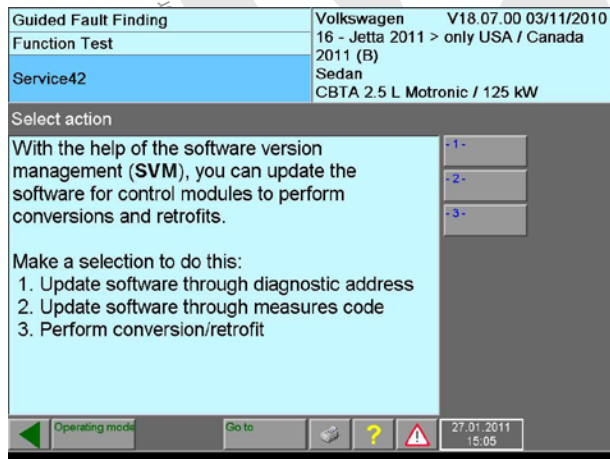 Guided Fault Finding
Function Test
Service42
Volkswagen V18.07.00 03/11/2010
16 - Jetta 2011 > only USA / Canada
2011 (B)
Sedan
CBTA 2.5 L Motronic / 125 kW
Select action
With the help of the software version
management (SVM), you can update the
software for control modules to perform
conversions and retrofits.
Make a selection to do this:
1. Update software through diagnostic address
2. Update software through measures code
3. Perform conversion/retrofit
- 1 -
- 2 -
- 3 -
Operating mode
Go to
?
27.01.2011
15:05